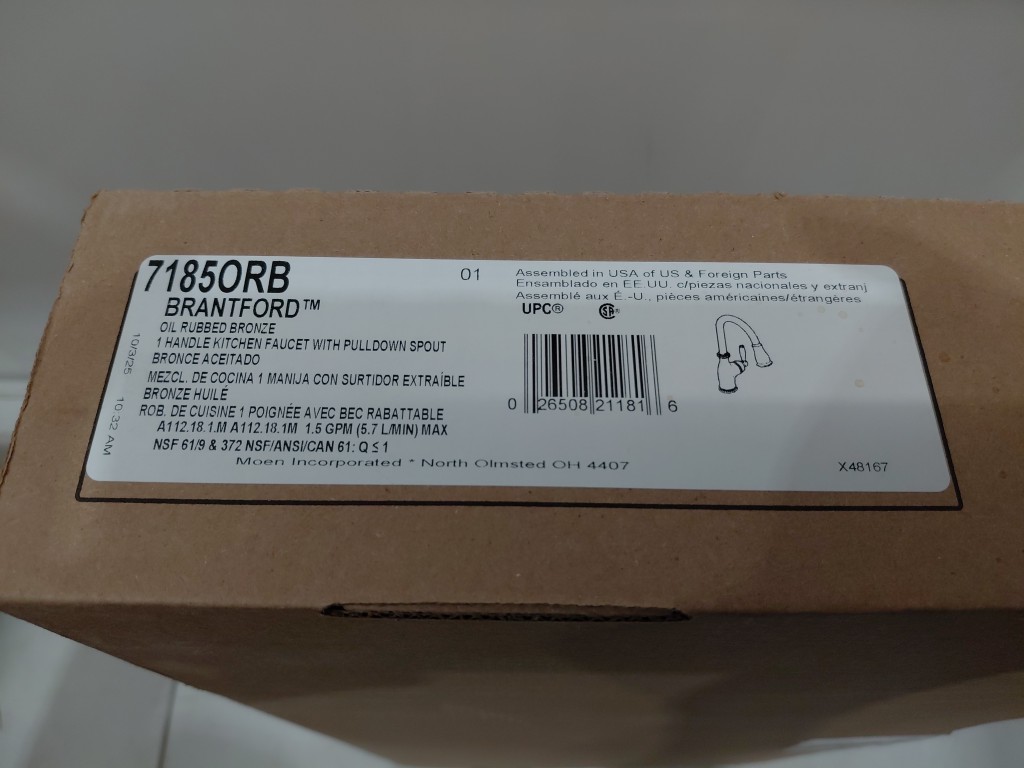 7185ORB
BRANTFORD™
OIL RUBBED BRONZE
1 HANDLE KITCHEN FAUCET WITH PULLDOWN SPOUT
BRONCE ACEITADO
MEZCL. DE COCINA 1 MANIJA CON SURTIDOR EXTRAÍBLE
BRONZE HUILÉ
ROB. DE CUISINE 1 POIGNÉE AVEC BEC RABATTABLE
A112.18.1.M A112.18.1M 1.5 GPM (5.7 L/MIN) MAX
NSF 61/9 & 372 NSF/ANSI/CAN 61: Q ≤ 1
Moen Incorporated * North Olmsted OH 4407
10/3/25 10:32 AM
01
Assembled in USA of US & Foreign Parts
Ensamblado en EE.UU. c/piezas nacionales y extranj
Assemblé aux É.-U., pièces américaines/étrangères
UPC® SA®
0 26508 21181 6
X48167